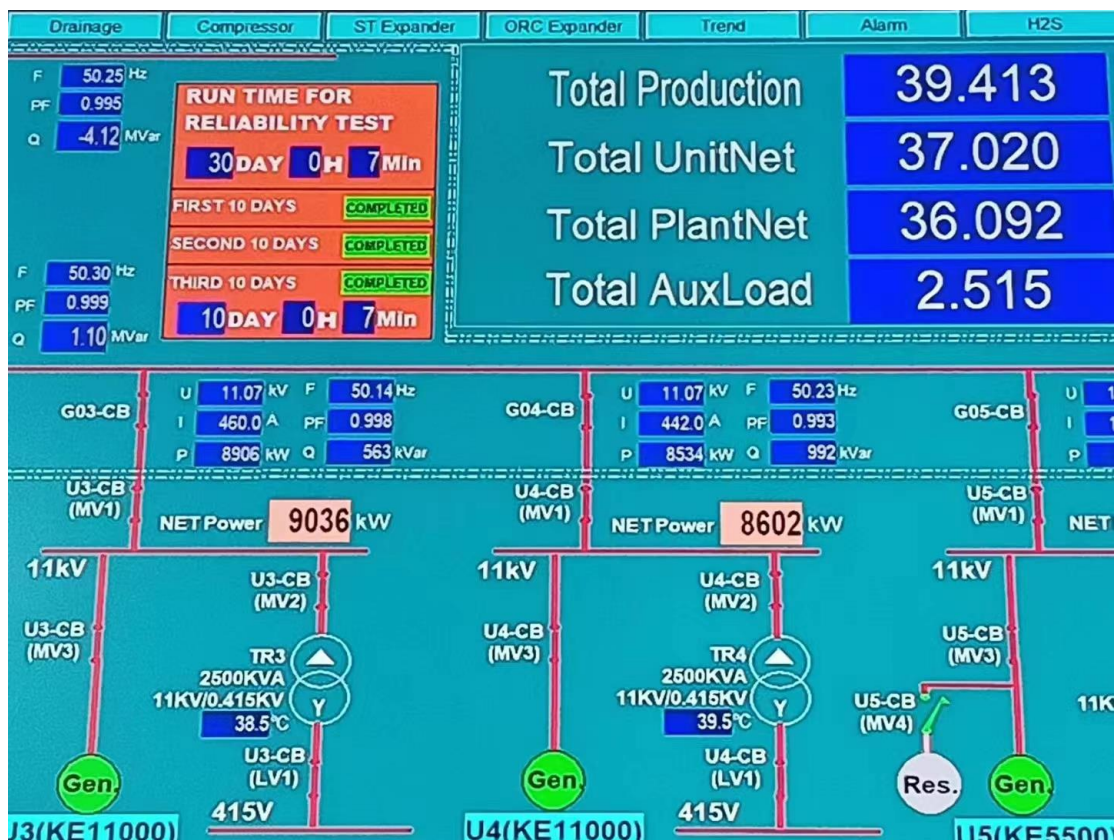 Drainage
Compressor
ST Expander
ORC Expander
Trend
Alarm
H2S
F 50.25 Hz
PF 0.995
Q -4.12 MVar
RUN TIME FOR
RELIABILITY TEST
30 DAY 0 H 7 Min
FIRST 10 DAYS COMPLETED
SECOND 10 DAYS COMPLETED
THIRD 10 DAYS COMPLETED
10 DAY 0 H 7 Min
Total Production 39.413
Total UnitNet 37.020
Total PlantNet 36.092
Total AuxLoad 2.515
F 50.30 Hz
PF 0.999
Q 1.10 MVar
G03-CB
U 11.07 kV F 50.14 Hz
I 460.0 A PF 0.998
P 8906 kW Q 563 kVar
G04-CB
U 11.07 kV F 50.23 Hz
I 442.0 A PF 0.993
P 8534 kW Q 992 kVar
G05-CB
U 1
I 1
P
U3-CB
(MV1)
NET Power 9036 kW
U4-CB
(MV1)
NET Power 8602 kW
U5-CB
(MV1)
NET
11kV
U3-CB
(MV2)
11kV
U4-CB
(MV2)
11kV
U3-CB
(MV3)
TR3
2500KVA
11KV/0.415KV
38.5°C
U4-CB
(MV3)
TR4
2500KVA
11KV/0.415KV
39.5°C
U5-CB
(MV3)
U5-CB
(MV4)
11K
Y
Y
U3-CB
(LV1)
U4-CB
(LV1)
Gen.
Gen.
Res.
Gen.
415V
415V
U3(KE11000)
U4(KE11000)
U5(KE5500)